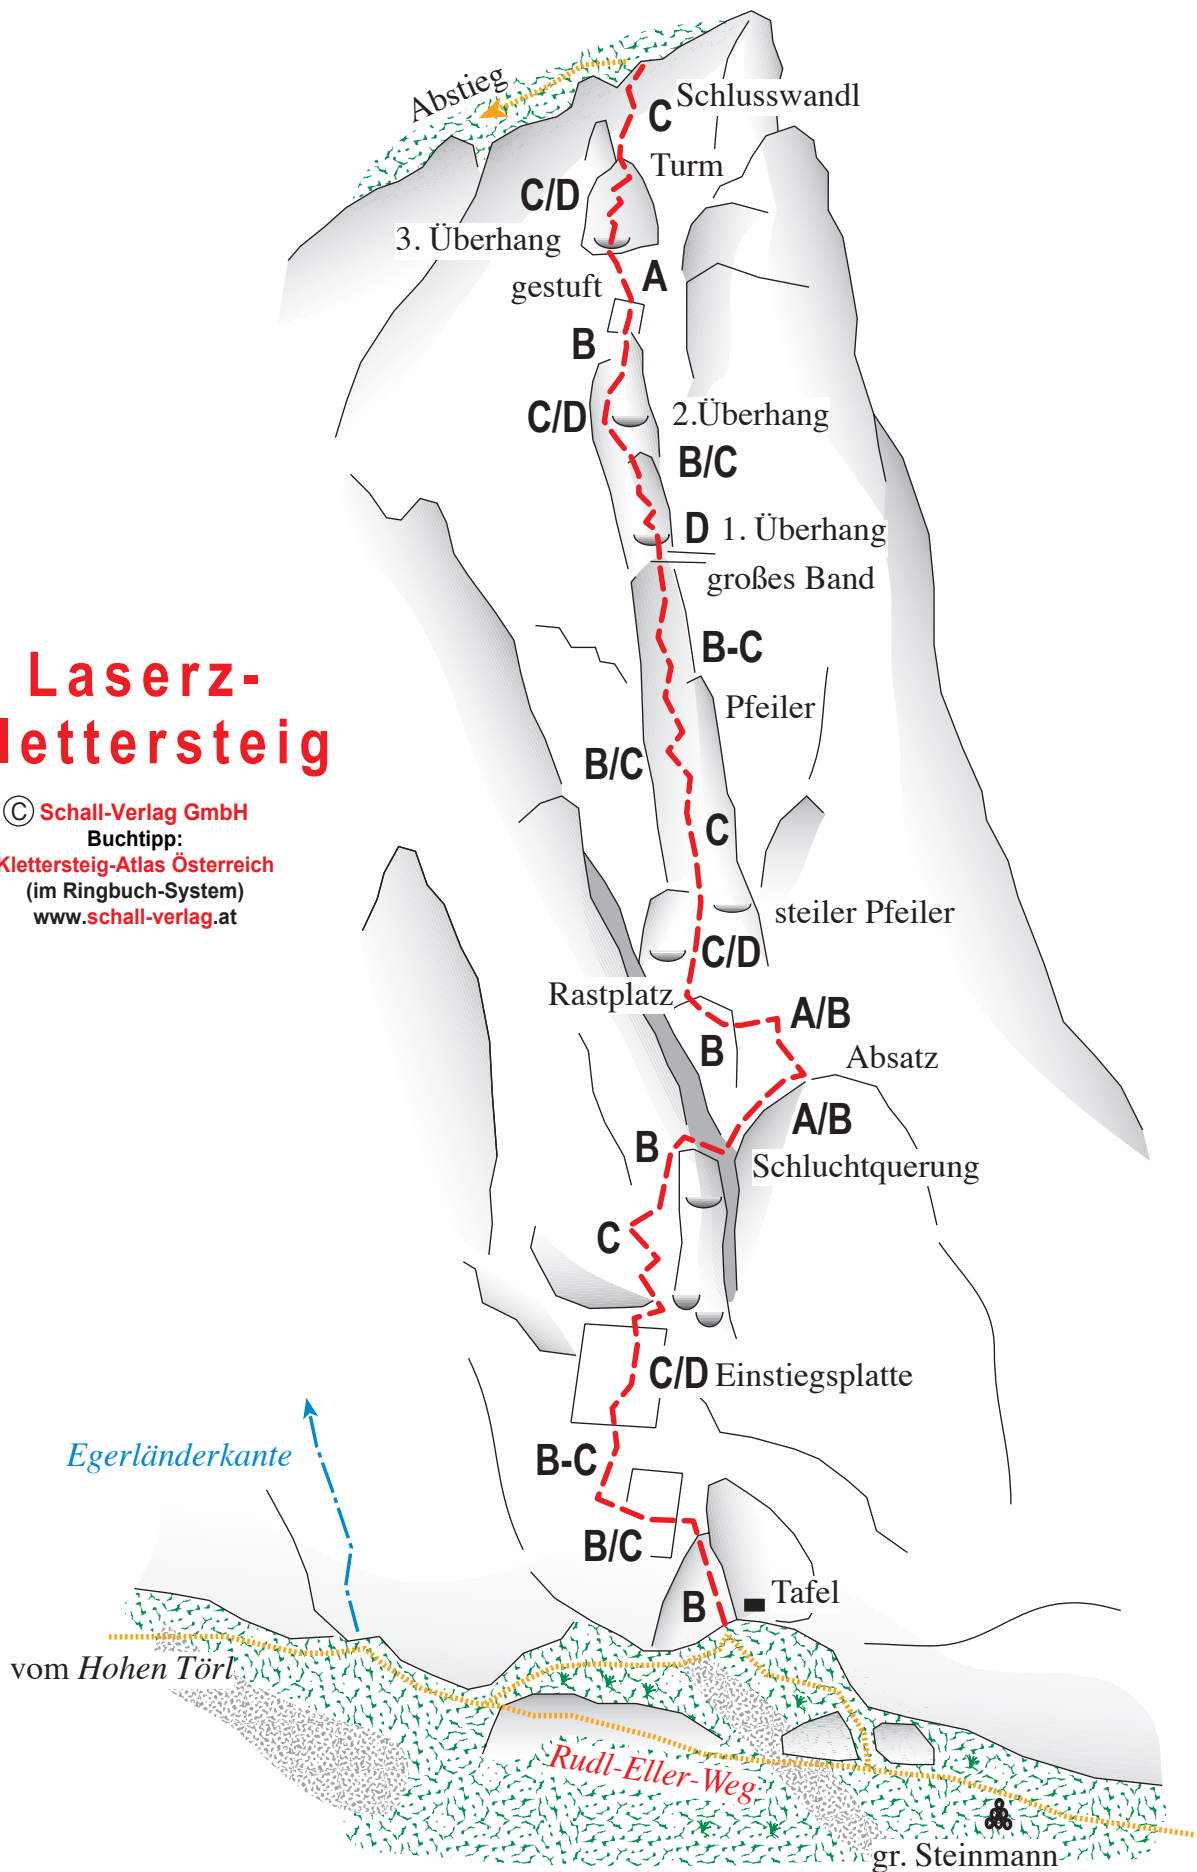 Abstieg
Schlusswandl
C
Turm
C/D
3. Überhang
A
gestuft
B
C/D
2.Überhang
B/C
D 1. Überhang
großes Band
B-C
Laserz-
lettersteig
Pfeiler
B/C
© Schall-Verlag GmbH
Buchtipp:
Klettersteig-Atlas Österreich
(im Ringbuch-System)
www.schall-verlag.at
C
steiler Pfeiler
C/D
Rastplatz
A/B
B
Absatz
A/B
B
Schluchtquerung
C
C/D Einstiegsplatte
Egerländerkante
B-C
B/C
Tafel
B
vom Hohen Törl
Rudl-Eller-Weg
gr. Steinmann